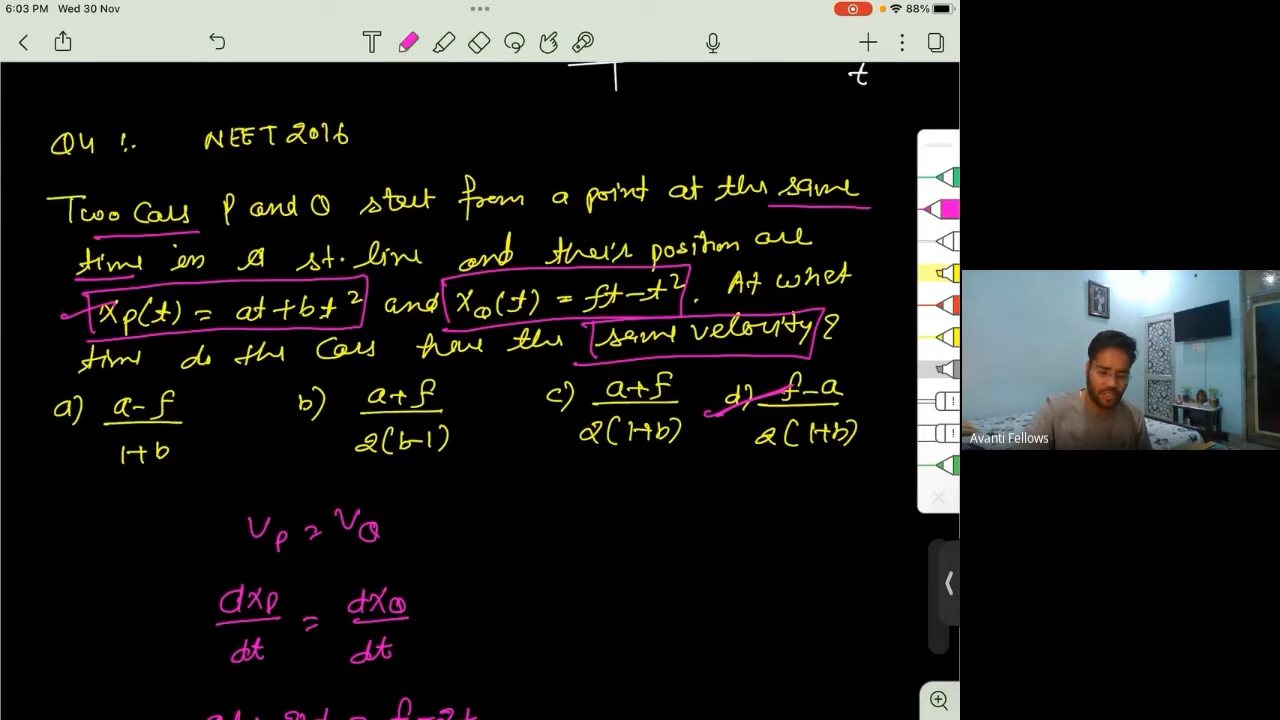 6:03 PM Wed 30 Nov
88%
t
Q4 :. NEET 2016
Two Cars P and Q start from a point at the same
time in a st. line and their position are
xp(t) = at+bt² and xQ(t) = ft-t². At what
time do the Cars have the same velocity?
a) a-f / 1+b b) a+f / 2(b-1) c) a+f / 2(1+b) d) f-a / 2(1+b)
Vp = VQ
dxp/dt = dxQ/dt
Avanti Fellows